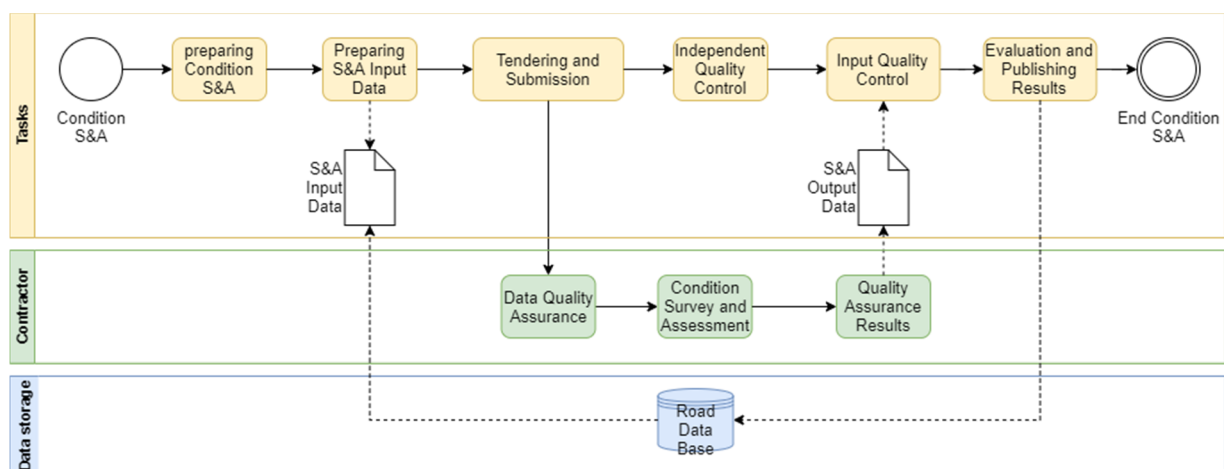 Tasks
Condition
S&A
preparing
Condition
S&A
Preparing
S&A Input
Data
Tendering and
Submission
Independent
Quality
Control
Input Quality
Control
Evaluation and
Publishing
Results
End Condition
S&A
S&A
Input
Data
S&A
Output
Data
Contractor
Data Quality
Assurance
Condition
Survey and
Assessment
Quality
Assurance
Results
Data storage
Road
Data
Base